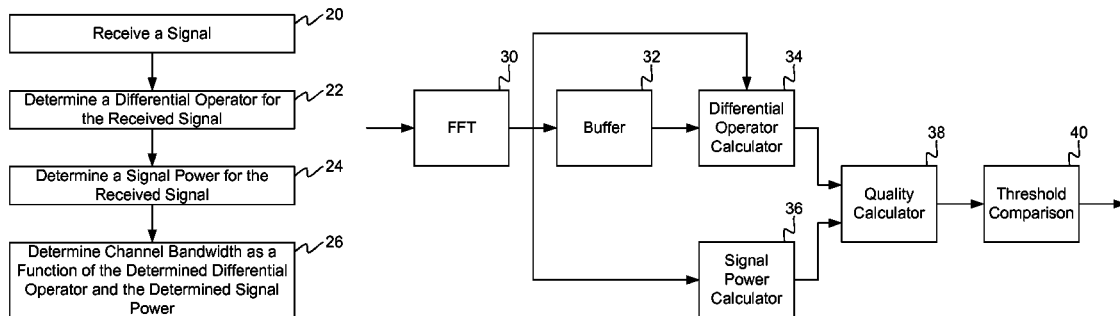 20
Receive a Signal
22
Determine a Differential Operator for
the Received Signal
24
Determine a Signal Power for the
Received Signal
26
Determine Channel Bandwidth as a
Function of the Determined Differential
Operator and the Determined Signal
Power
30
FFT
32
Buffer
34
Differential
Operator
Calculator
36
Signal
Power
Calculator
38
Quality
Calculator
40
Threshold
Comparison